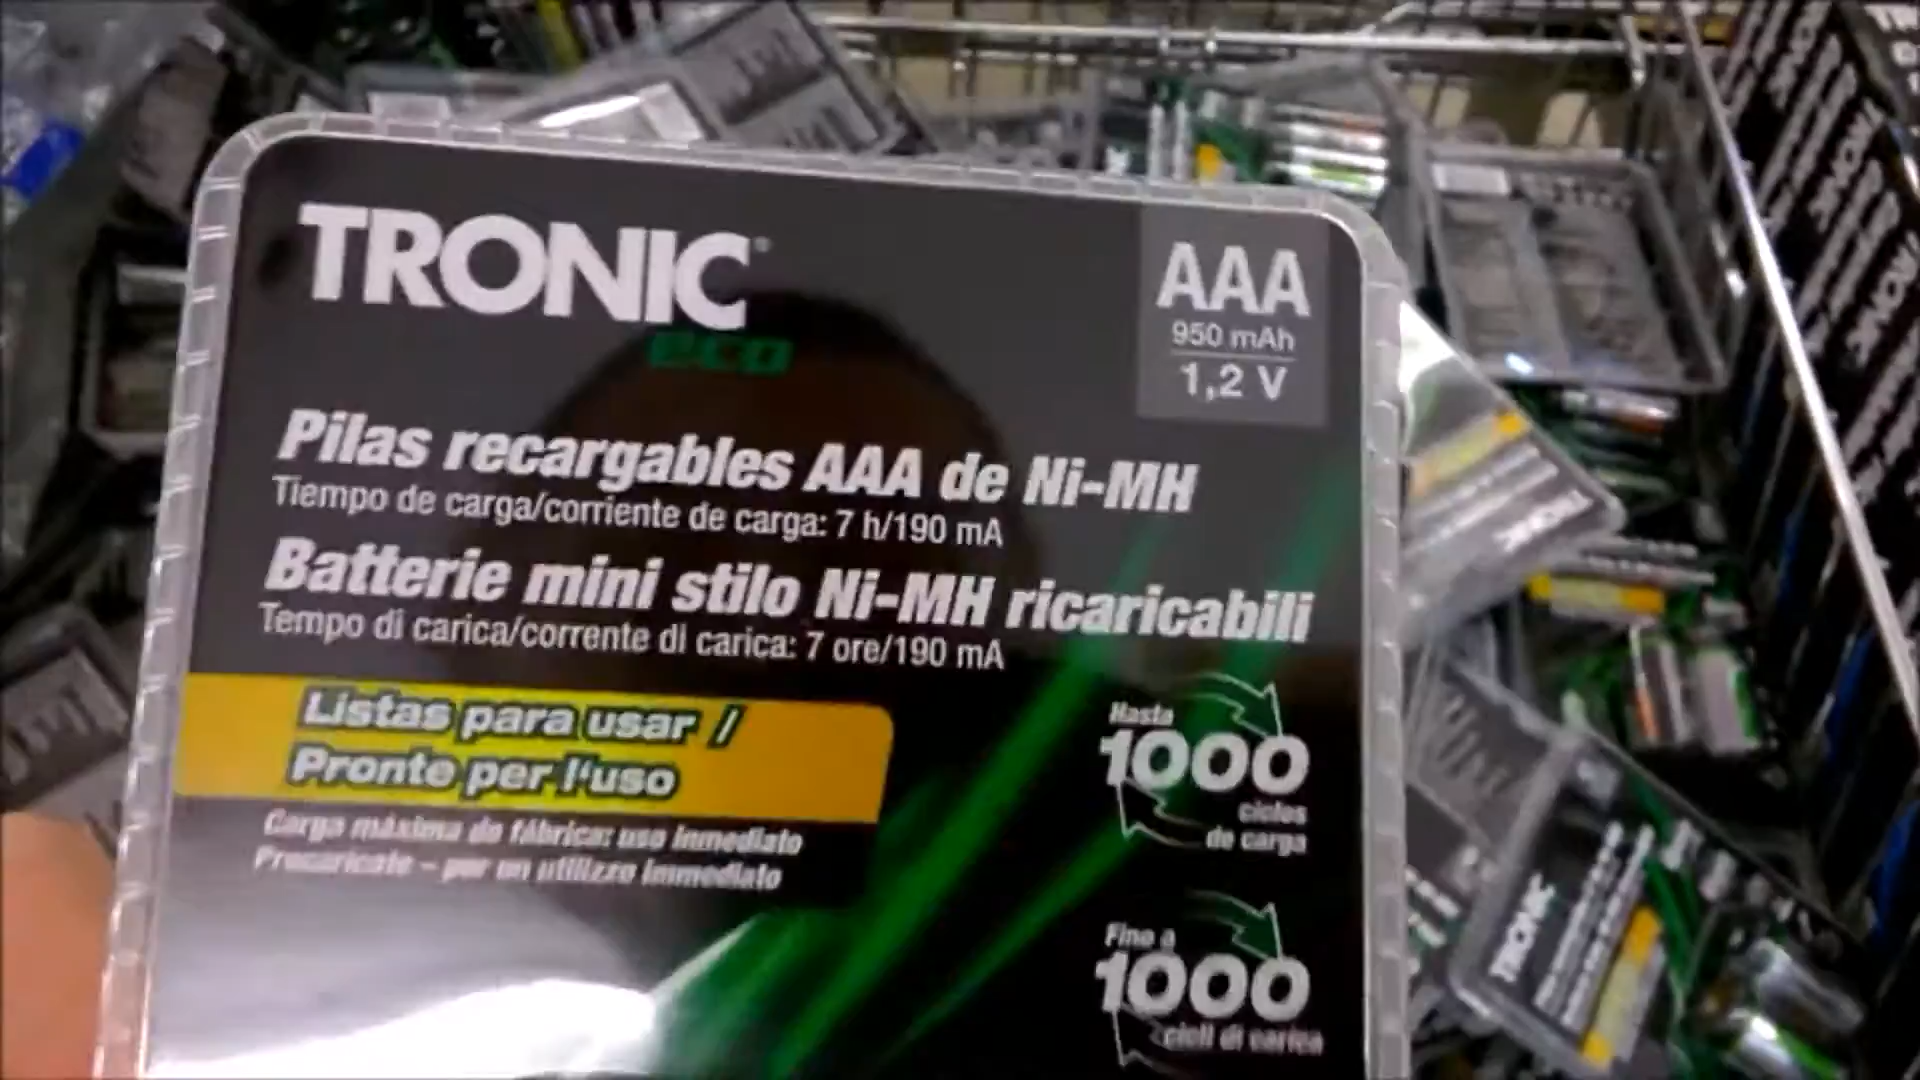 TRONIC
eco
AAA
950 mAh
1,2 V
Pilas recargables AAA de Ni-MH
Tiempo de carga/corriente de carga: 7 h/190 mA
Batterie mini stilo Ni-MH ricaricabili
Tempo di carica/corrente di carica: 7 ore/190 mA
Listas para usar /
Pronte per l'uso
Carga máxima de fábrica: uso inmediato
Precaricate – per un utilizzo immediato
Hasta
1000
ciclos
de carga
Fino a
1000
cicli di carica
TRONIC
TRONIC
TRONIC